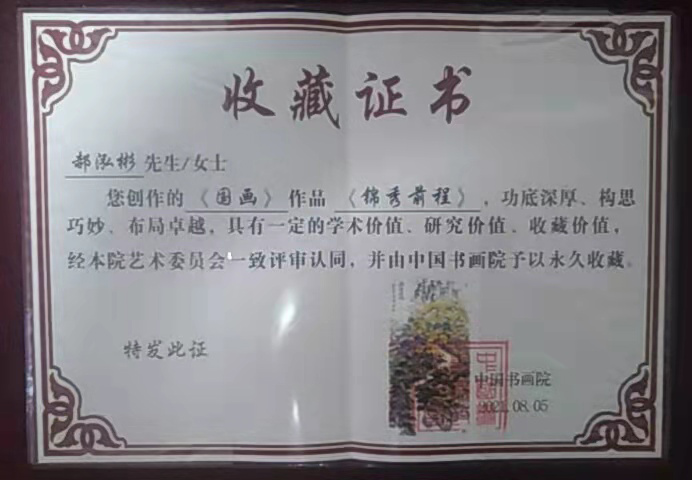 收藏证书
郝泓彬先生/女士
您创作的《国画》作品《锦秀前程》，功底深厚、构思
巧妙、布局卓越，具有一定的学术价值、研究价值、收藏价值，
经本院艺术委员会一致评审认同，并由中国书画院予以永久收藏。
特发此证
中国书画院
2021.08.05